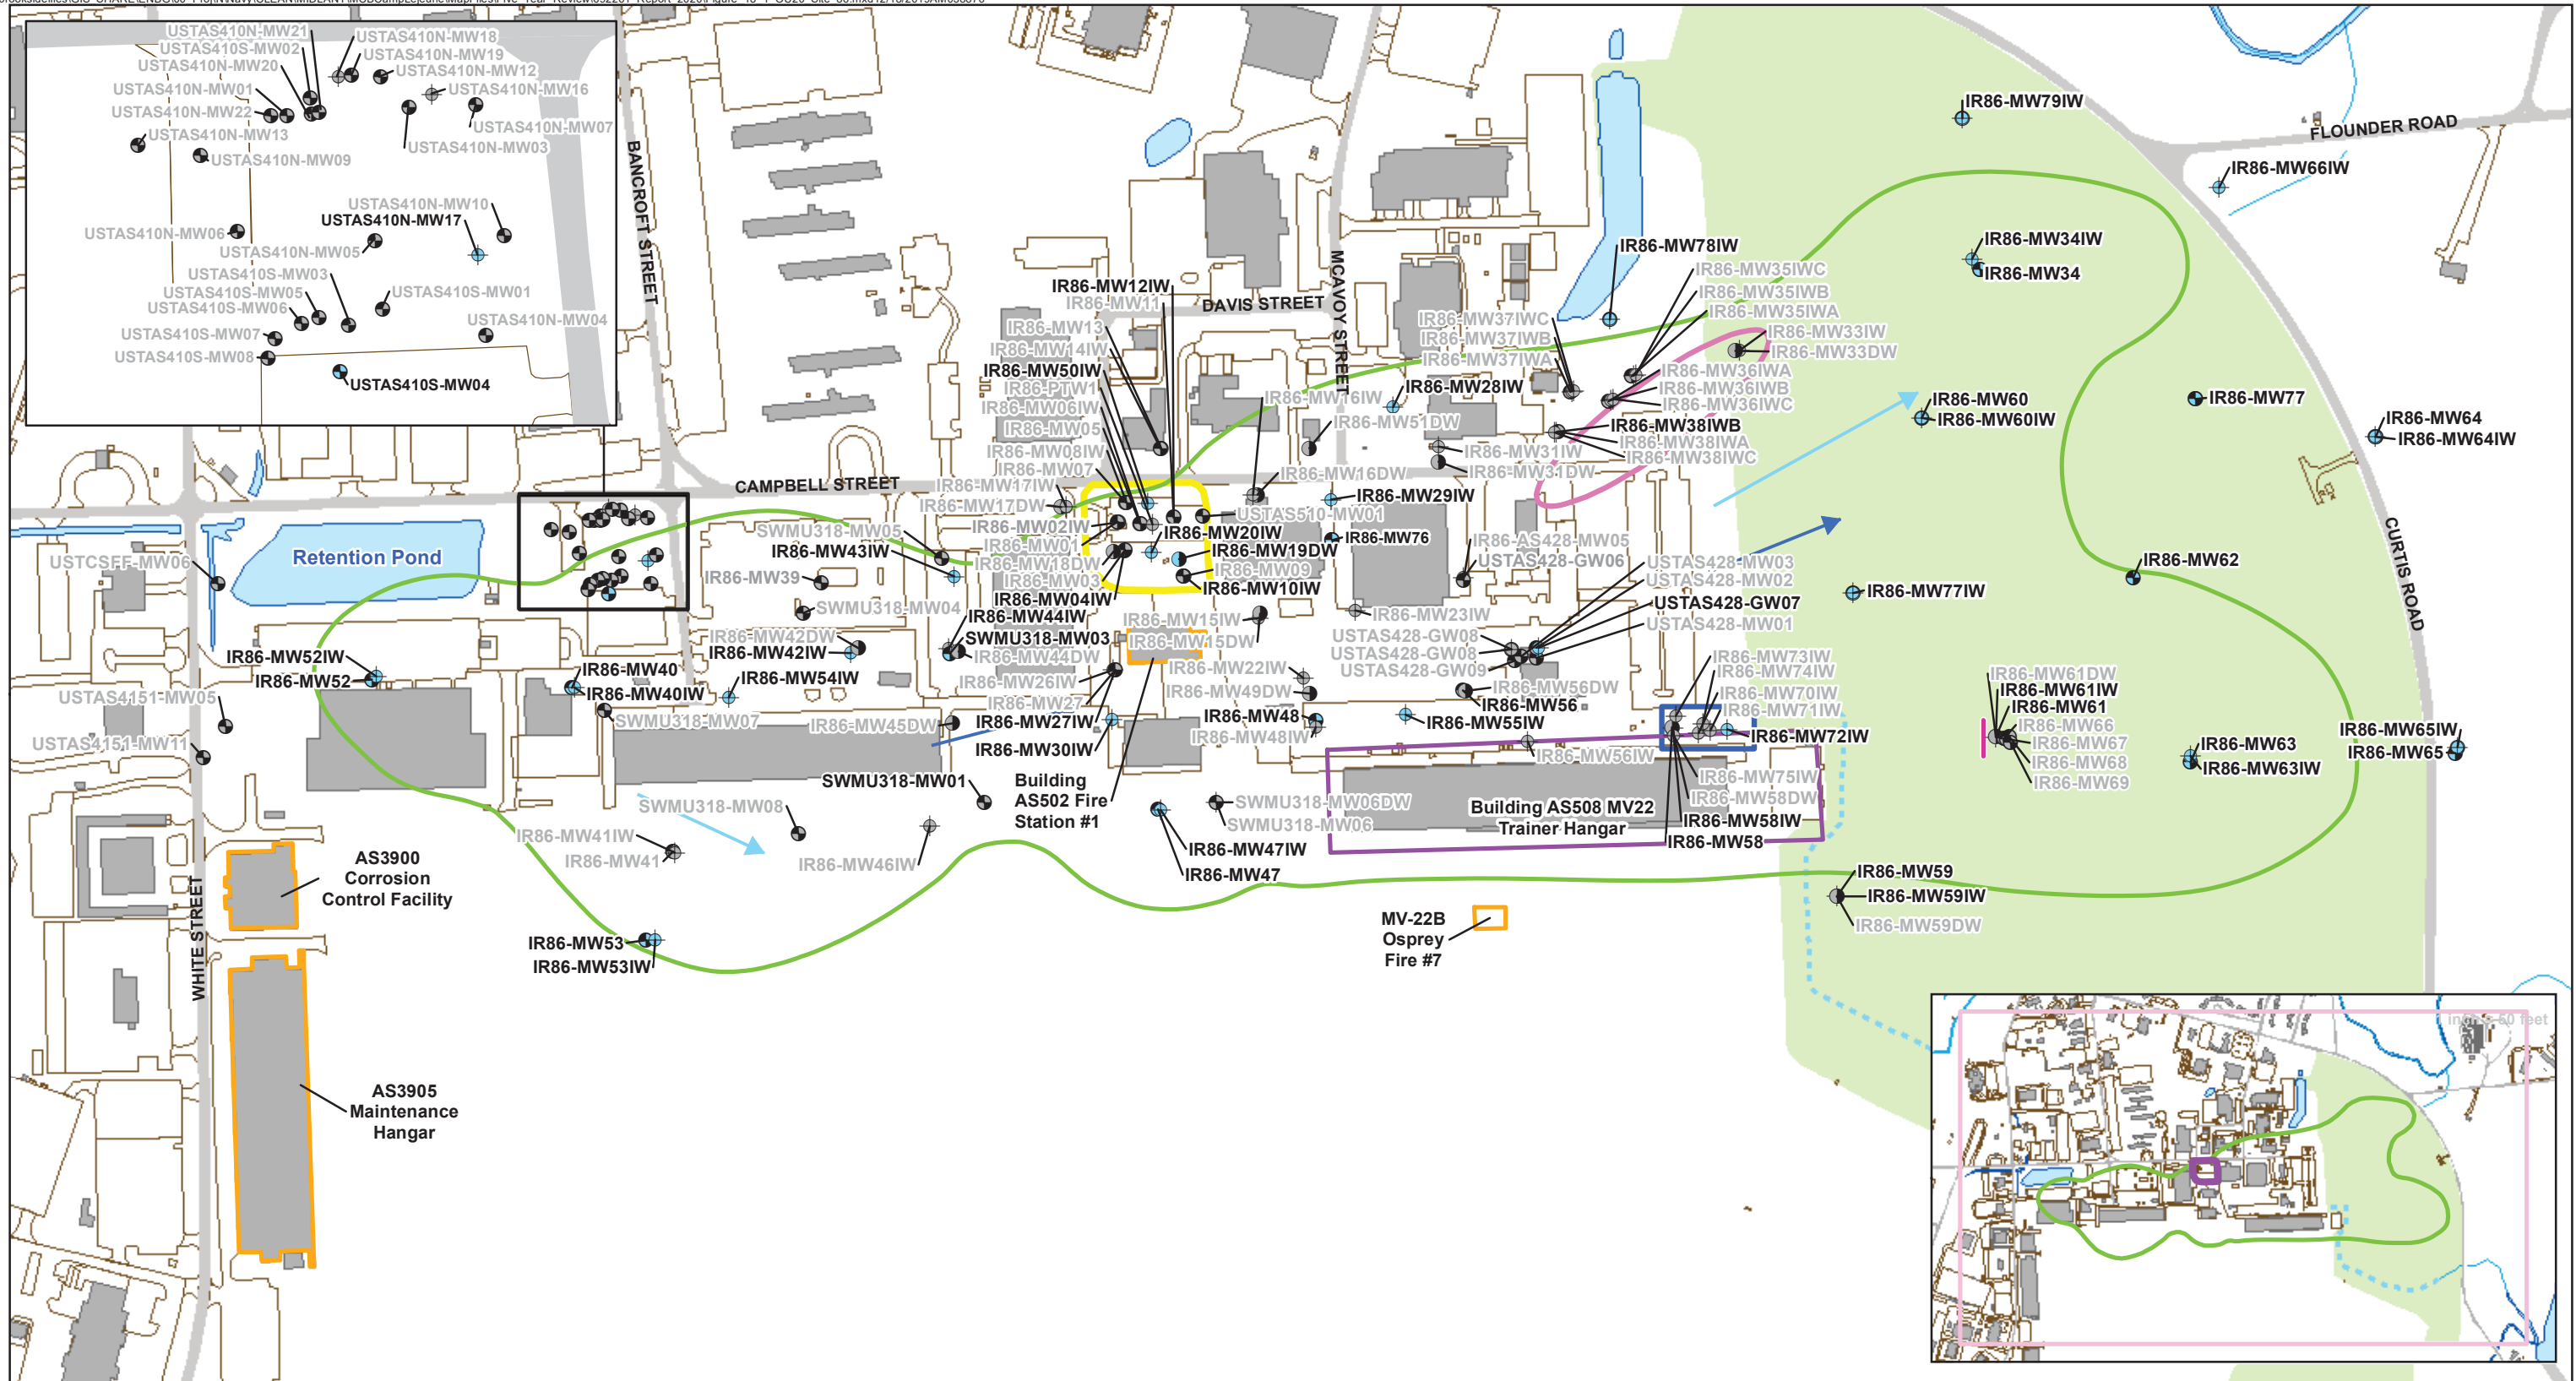 USTAS410N-MW21
USTAS410S-MW02
USTAS410N-MW20
USTAS410N-MW01
USTAS410N-MW22
USTAS410N-MW13
USTAS410N-MW09
USTAS410N-MW18
USTAS410N-MW19
USTAS410N-MW12
USTAS410N-MW16
USTAS410N-MW07
USTAS410N-MW03
USTAS410N-MW10
USTAS410N-MW17
USTAS410N-MW06
USTAS410N-MW05
USTAS410S-MW03
USTAS410S-MW05
USTAS410S-MW06
USTAS410S-MW01
USTAS410N-MW04
USTAS410S-MW07
USTAS410S-MW08
USTAS410S-MW04
BANCROFT STREET
MCAVOY STREET
DAVIS STREET
CAMPBELL STREET
WHITE STREET
FLOUNDER ROAD
CURTIS ROAD
Retention Pond
USTCSFF-MW06
IR86-MW52IW
IR86-MW52
USTAS4151-MW05
USTAS4151-MW11
IR86-MW40
IR86-MW40IW
SWMU318-MW07
IR86-MW54IW
SWMU318-MW05
IR86-MW43IW
IR86-MW39
SWMU318-MW04
IR86-MW42DW
IR86-MW42IW
IR86-MW45DW
IR86-MW44IW
SWMU318-MW03
IR86-MW44DW
IR86-MW26IW
IR86-MW27
IR86-MW27IW
IR86-MW30IW
IR86-MW12IW
IR86-MW11
IR86-MW13
IR86-MW14IW
IR86-MW50IW
IR86-PTW1
IR86-MW06IW
IR86-MW05
IR86-MW08IW
IR86-MW07
IR86-MW17IW
IR86-MW17DW
IR86-MW02IW
IR86-MW01
IR86-MW18DW
IR86-MW03
IR86-MW04IW
IR86-MW20IW
IR86-MW19DW
IR86-MW09
IR86-MW10IW
USTAS510-MW01
IR86-MW16IW
IR86-MW51DW
IR86-MW16DW
IR86-MW29IW
IR86-MW76
IR86-MW28IW
IR86-MW15IW
IR86-MW15DW
IR86-MW23IW
IR86-MW22IW
IR86-MW49DW
IR86-MW48
IR86-MW48IW
IR86-MW78IW
IR86-MW35IWC
IR86-MW35IWB
IR86-MW35IWA
IR86-MW33IW
IR86-MW33DW
IR86-MW37IWC
IR86-MW37IWB
IR86-MW37IWA
IR86-MW36IWA
IR86-MW36IWB
IR86-MW36IWC
IR86-MW38IWB
IR86-MW38IWA
IR86-MW38IWC
IR86-MW31IW
IR86-MW31DW
IR86-AS428-MW05
USTAS428-GW06
USTAS428-MW03
USTAS428-MW02
USTAS428-GW07
USTAS428-MW01
USTAS428-GW08
USTAS428-GW08
USTAS428-GW09
IR86-MW56DW
IR86-MW56
IR86-MW55IW
IR86-MW56IW
IR86-MW73IW
IR86-MW74IW
IR86-MW70IW
IR86-MW71IW
IR86-MW72IW
IR86-MW75IW
IR86-MW58DW
IR86-MW58IW
IR86-MW58
Building AS508 MV22
Trainer Hangar
Building
AS502 Fire
Station #1
SWMU318-MW01
SWMU318-MW08
IR86-MW46IW
IR86-MW41IW
IR86-MW41
SWMU318-MW06DW
SWMU318-MW06
IR86-MW47IW
IR86-MW47
IR86-MW53
IR86-MW53IW
AS3900
Corrosion
Control Facility
AS3905
Maintenance
Hangar
MV-22B
Osprey
Fire #7
IR86-MW79IW
IR86-MW66IW
IR86-MW34IW
IR86-MW34
IR86-MW60
IR86-MW60IW
IR86-MW77
IR86-MW64
IR86-MW64IW
IR86-MW62
IR86-MW77IW
IR86-MW61DW
IR86-MW61IW
IR86-MW61
IR86-MW66
IR86-MW67
IR86-MW68
IR86-MW69
IR86-MW63
IR86-MW63IW
IR86-MW65IW
IR86-MW65
IR86-MW59
IR86-MW59IW
IR86-MW59DW